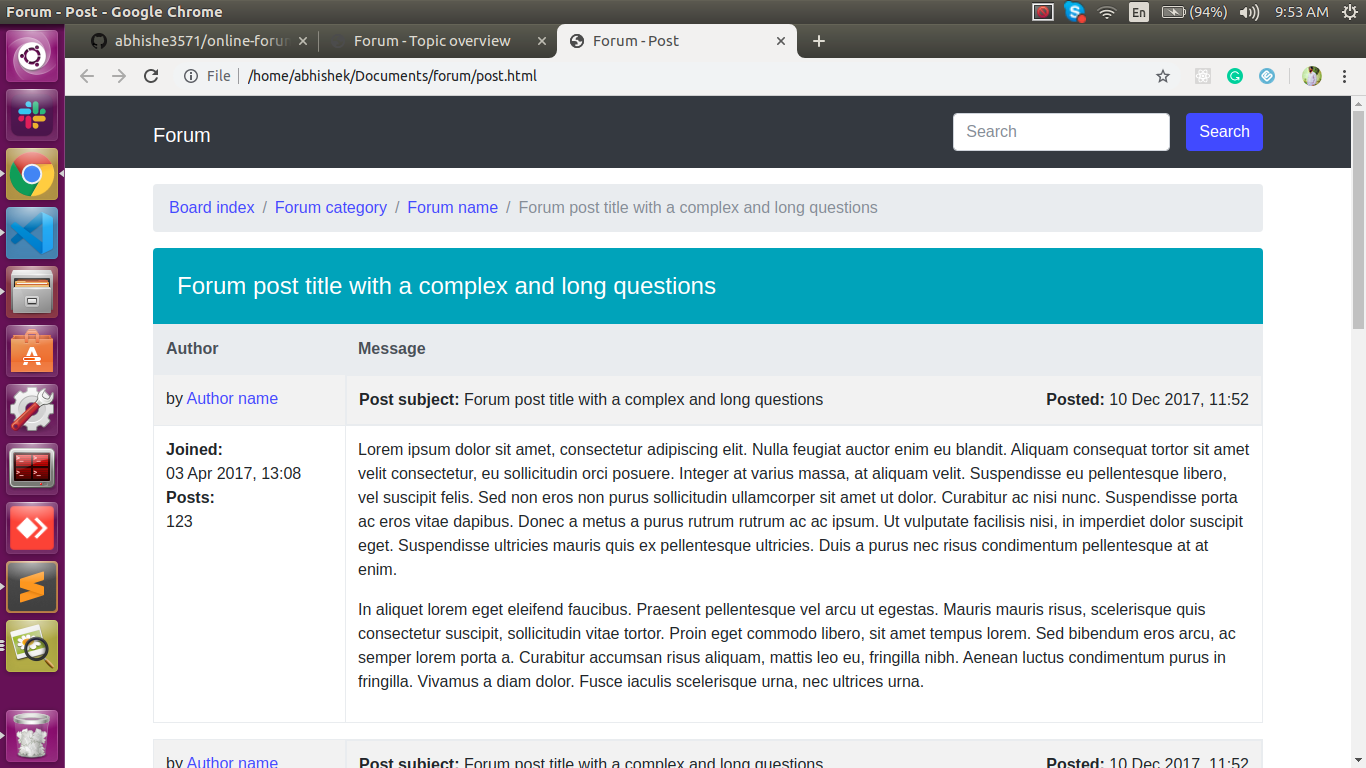 Forum - Post - Google Chrome
En
(94%)
9:53 AM
abhishe3571/online-forum
Forum - Topic overview
Forum - Post
File
/home/abhishek/Documents/forum/post.html
Forum
Search
Search
Board index / Forum category / Forum name / Forum post title with a complex and long questions
Forum post title with a complex and long questions
Author
Message
by Author name
Post subject: Forum post title with a complex and long questions
Posted: 10 Dec 2017, 11:52
Joined:
03 Apr 2017, 13:08
Posts:
123
Lorem ipsum dolor sit amet, consectetur adipiscing elit. Nulla feugiat auctor enim eu blandit. Aliquam consequat tortor sit amet
velit consectetur, eu sollicitudin orci posuere. Integer at varius massa, at aliquam velit. Suspendisse eu pellentesque libero,
vel suscipit felis. Sed non eros non purus sollicitudin ullamcorper sit amet ut dolor. Curabitur ac nisi nunc. Suspendisse porta
ac eros vitae dapibus. Donec a metus a purus rutrum rutrum ac ac ipsum. Ut vulputate facilisis nisi, in imperdiet dolor suscipit
eget. Suspendisse ultricies mauris quis ex pellentesque ultricies. Duis a purus nec risus condimentum pellentesque at at
enim.
In aliquet lorem eget eleifend faucibus. Praesent pellentesque vel arcu ut egestas. Mauris mauris risus, scelerisque quis
consectetur suscipit, sollicitudin vitae tortor. Proin eget commodo libero, sit amet tempus lorem. Sed bibendum eros arcu, ac
semper lorem porta a. Curabitur accumsan risus aliquam, mattis leo eu, fringilla nibh. Aenean luctus condimentum purus in
fringilla. Vivamus a diam dolor. Fusce iaculis scelerisque urna, nec ultrices urna.
by Author name
Post subject: Forum post title with a complex and long questions
Posted: 10 Dec 2017, 11:52